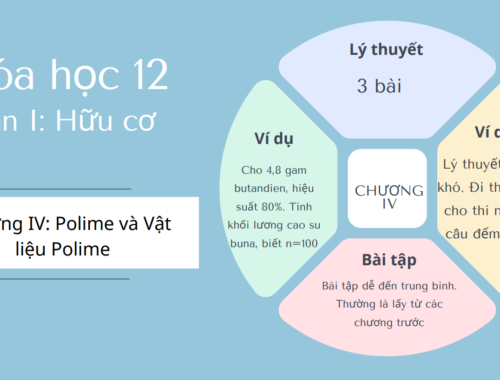 óa học 12
n I: Hữu cơ
ng IV: Polime và Vật
liệu Polime
Lý thuyết
3 bài
Ví dụ
Cho 4,8 gam
butandien, hiệu
suất 80%. Tính
khối lượng cao su
buna, biết n=100
CHƯƠNG
IV
Ví d
Lý thuyết
khó. Đi th
cho thí n
câu đếm
Bài tập
Bài tập dễ đến trung bình.
Thường là lấy từ các
chương trước